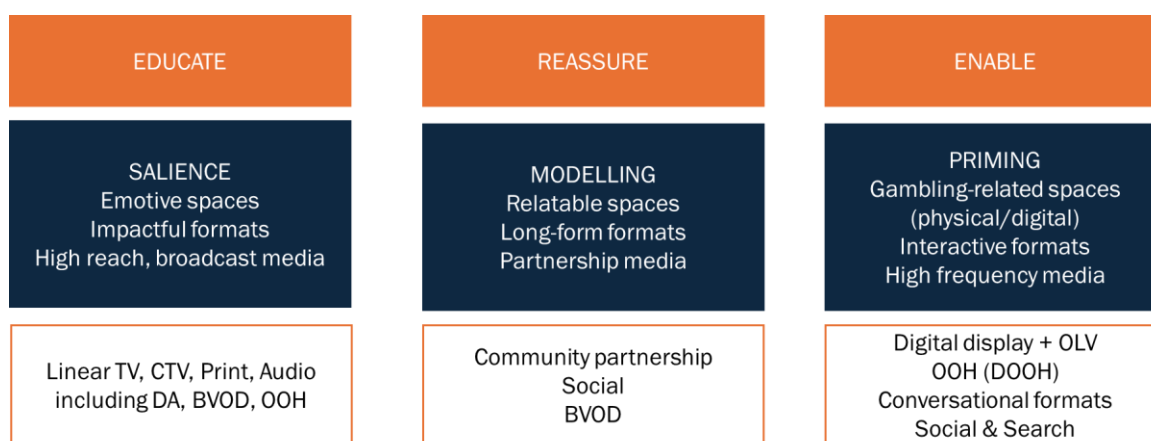 EDUCATE
SALIENCE
Emotive spaces
Impactful formats
High reach, broadcast media
Linear TV, CTV, Print, Audio
including DA, BVOD, OOH
REASSURE
MODELLING
Relatable spaces
Long-form formats
Partnership media
Community partnership
Social
BVOD
ENABLE
PRIMING
Gambling-related spaces
(physical/digital)
Interactive formats
High frequency media
Digital display + OLV
OOH (DOOH)
Conversational formats
Social & Search